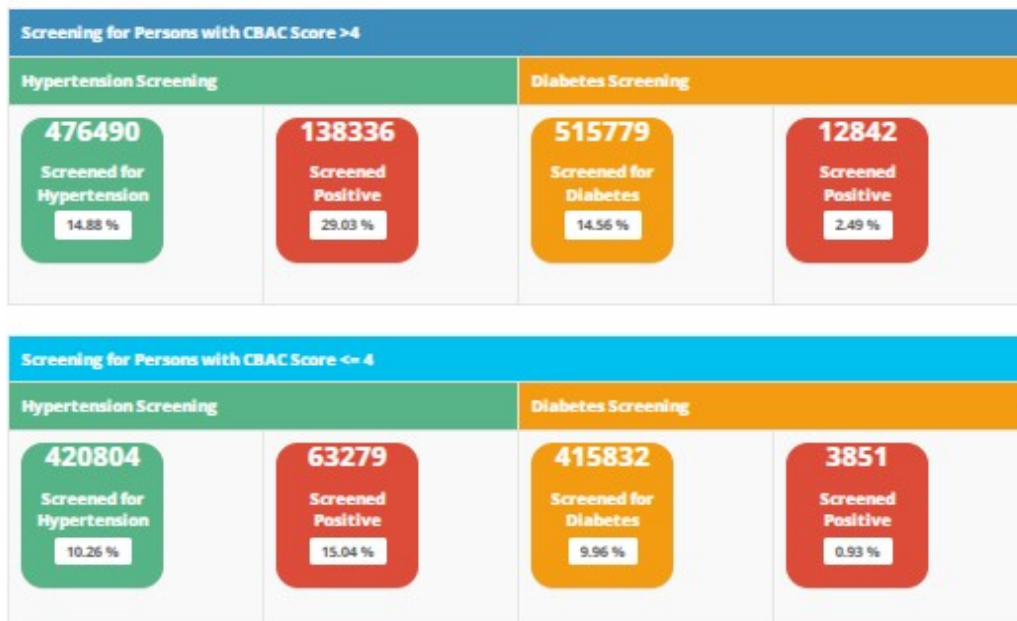 Screening for Persons with CBAC Score >4
Hypertension Screening
Diabetes Screening
476490
Screened for
Hypertension
14.88 %
138336
Screened
Positive
29.03 %
515779
Screened for
Diabetes
14.56 %
12842
Screened
Positive
2.49 %
Screening for Persons with CBAC Score <= 4
Hypertension Screening
Diabetes Screening
420804
Screened for
Hypertension
10.26 %
63279
Screened
Positive
15.04 %
415832
Screened for
Diabetes
9.96 %
3851
Screened
Positive
0.93 %